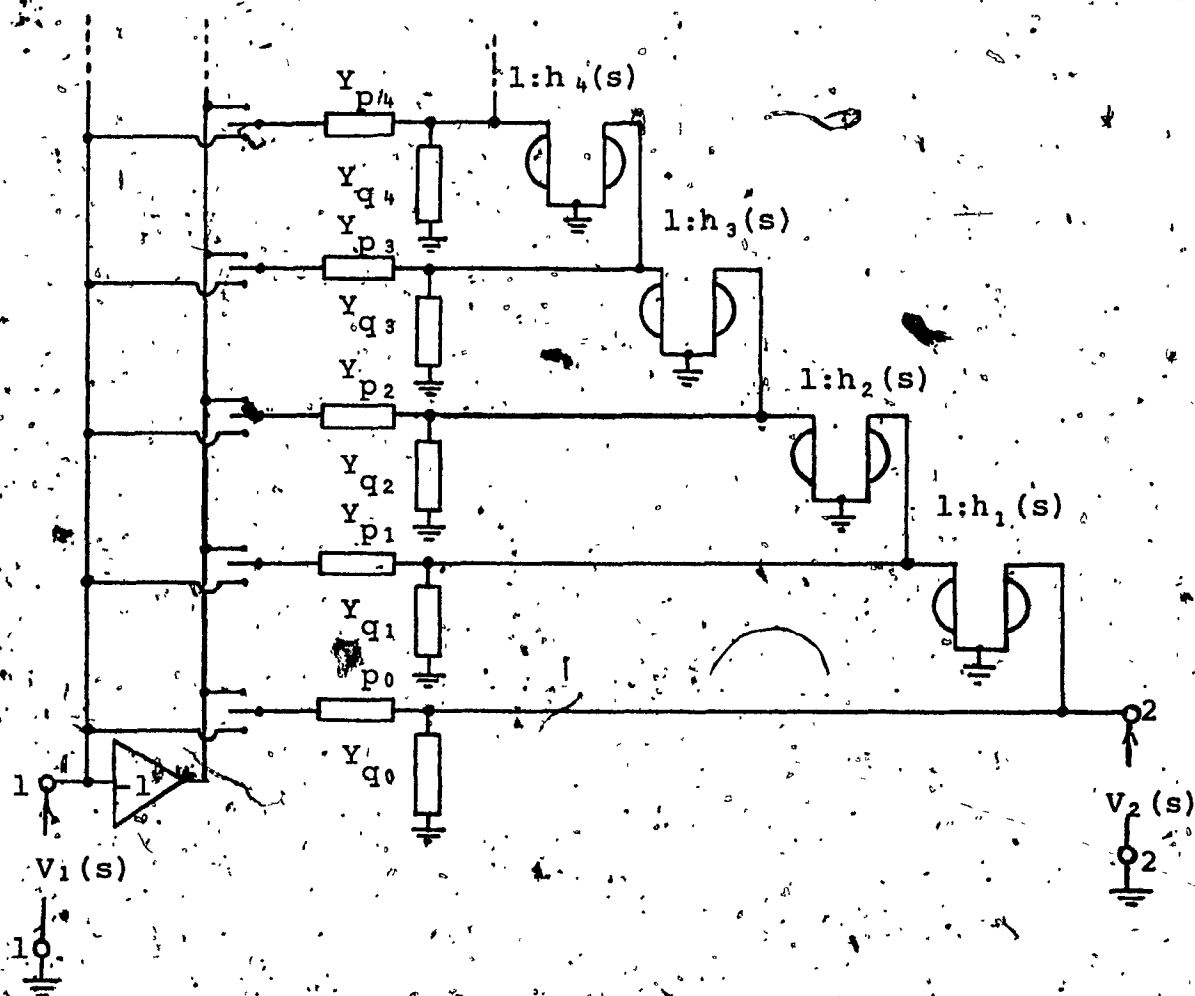 1:h₄(s)
Yp4
Yq4
1:h₃(s)
Yp3
Yq3
1:h₂(s)
Yp2
Yq2
1:h₁(s)
Yp1
Yq1
p0
2
Yq0
1
-1
V₂(s)
V₁(s)
2
1